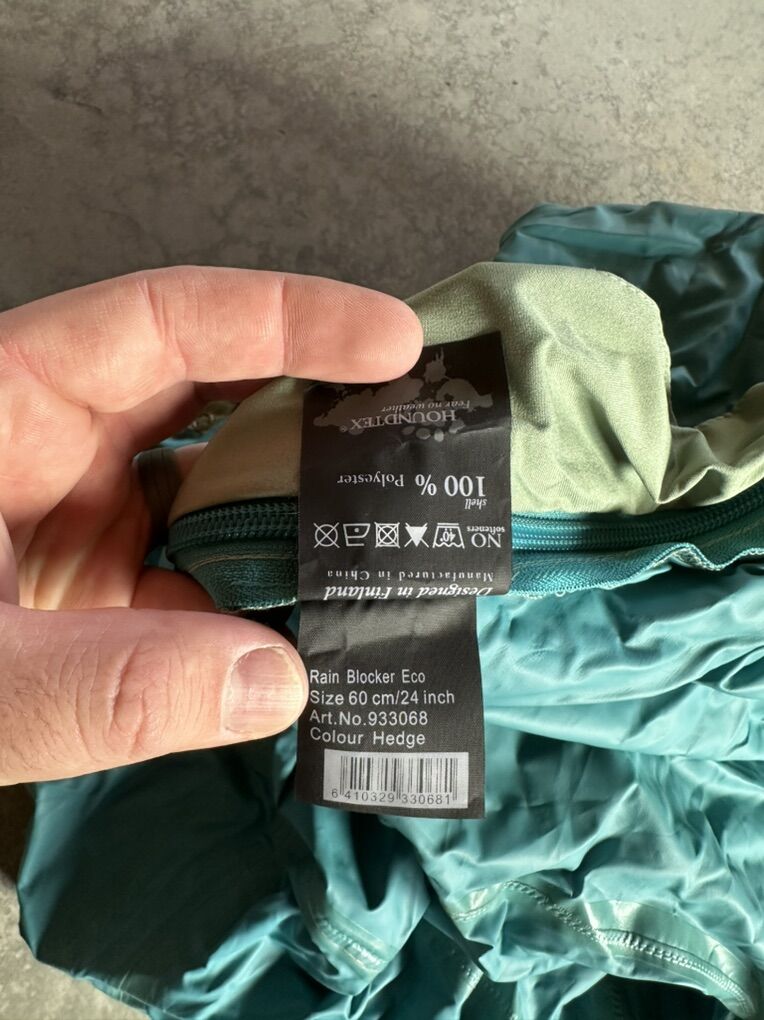 HOUNDTEX®
Fear no weather
shell
100 % Polyester
NO
softeners
40°
Designed in Finland
Manufactured in China
Rain Blocker Eco
Size 60 cm/24 inch
Art.No.933068
Colour Hedge
6 410329 330681